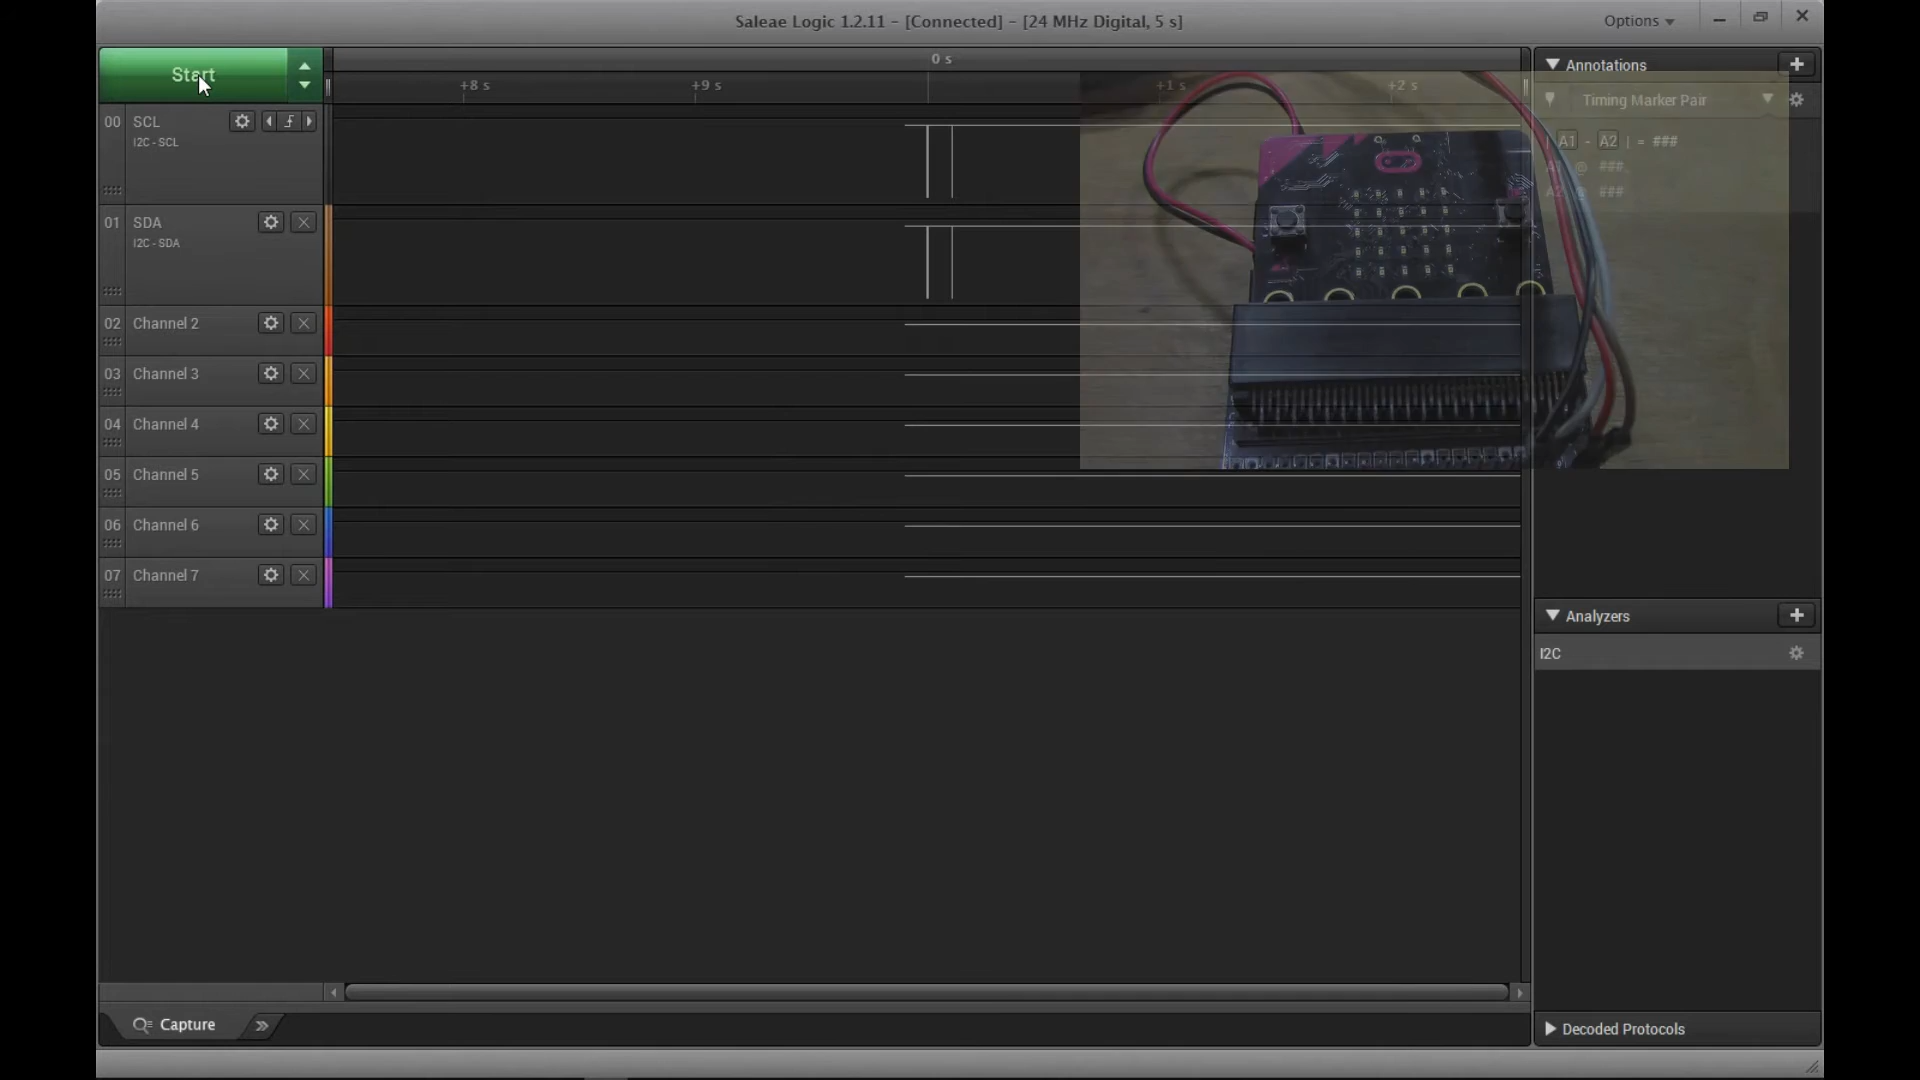 Saleae Logic 1.2.11 - [Connected] - [24 MHz Digital, 5 s]
Options
Start
0 s
+8 s
+9 s
+1 s
+2 s
Annotations
Timing Marker Pair
| A1 - A2 | = ###
A1 @ ###
A2 @ ###
00 SCL
I2C - SCL
01 SDA
I2C - SDA
02 Channel 2
03 Channel 3
04 Channel 4
05 Channel 5
06 Channel 6
07 Channel 7
Analyzers
I2C
Capture
Decoded Protocols